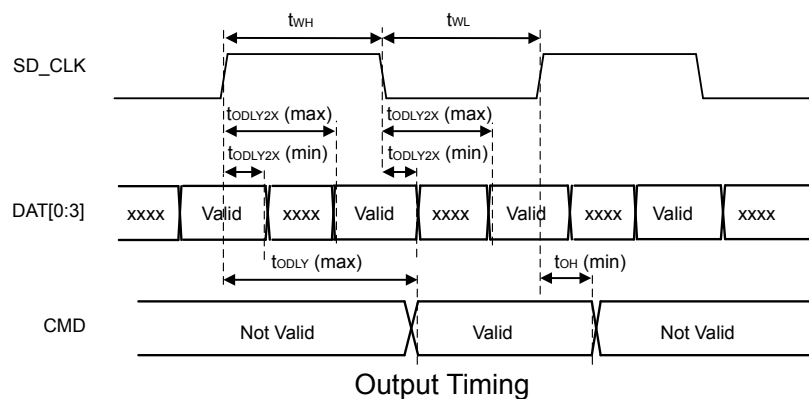 tWH tWL
SD_CLK
tODLY2X (max) tODLY2X (max)
tODLY2X (min) tODLY2X (min)
DAT[0:3] xxxx Valid xxxx Valid xxxx Valid xxxx Valid xxxx
tODLY (max) tOH (min)
CMD Not Valid Valid Not Valid
Output Timing